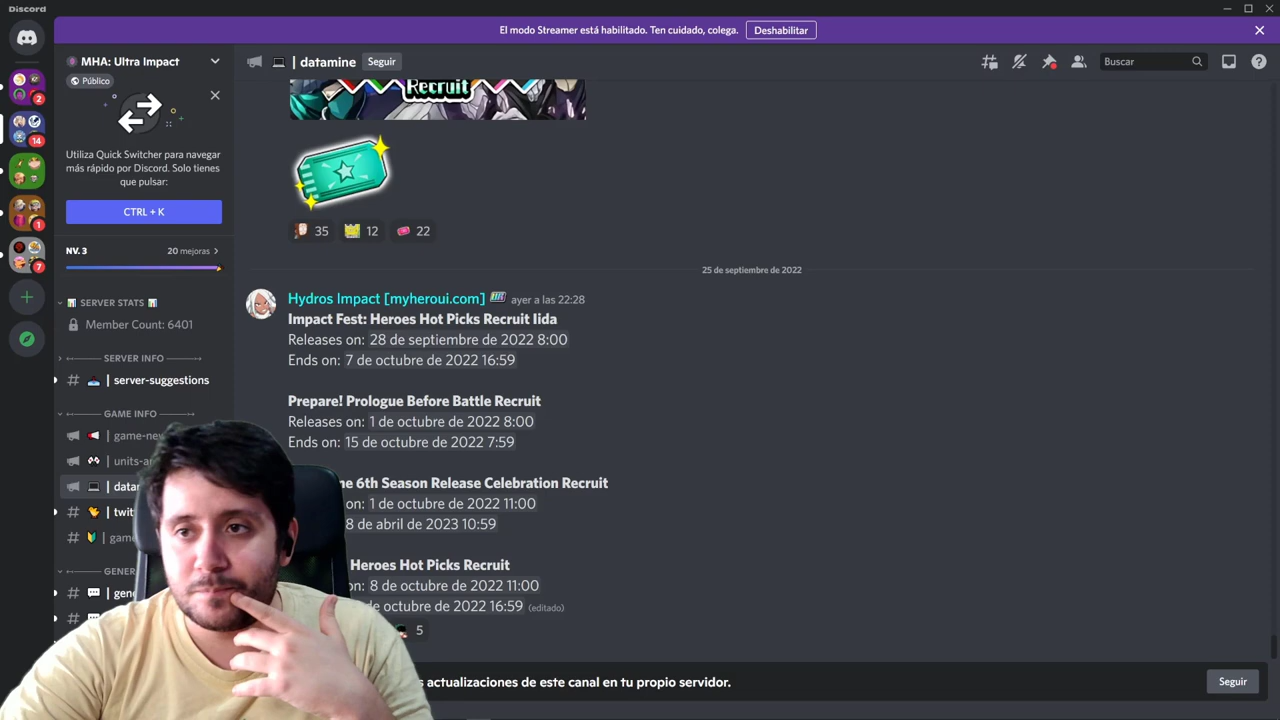 Discord
El modo Streamer está habilitado. Ten cuidado, colega.
Deshabilitar
MHA: Ultra Impact
Público
Utiliza Quick Switcher para navegar
más rápido por Discord. Solo tienes
que pulsar:
CTRL + K
NV. 3
20 mejoras
SERVER STATS
Member Count: 6401
SERVER INFO
| server-suggestions
GAME INFO
| units-a
2
14
1
7
| datamine
Seguir
Buscar
Recruit
35
12
22
25 de septiembre de 2022
Hydros Impact [myheroui.com] UR ayer a las 22:28
Impact Fest: Heroes Hot Picks Recruit Iida
Releases on: 28 de septiembre de 2022 8:00
Ends on: 7 de octubre de 2022 16:59
Prepare! Prologue Before Battle Recruit
Releases on: 1 de octubre de 2022 8:00
Ends on: 15 de octubre de 2022 7:59
6th Season Release Celebration Recruit
on: 1 de octubre de 2022 11:00
8 de abril de 2023 10:59
Heroes Hot Picks Recruit
on: 8 de octubre de 2022 11:00
de octubre de 2022 16:59 (editado)
5
actualizaciones de este canal en tu propio servidor.
Seguir